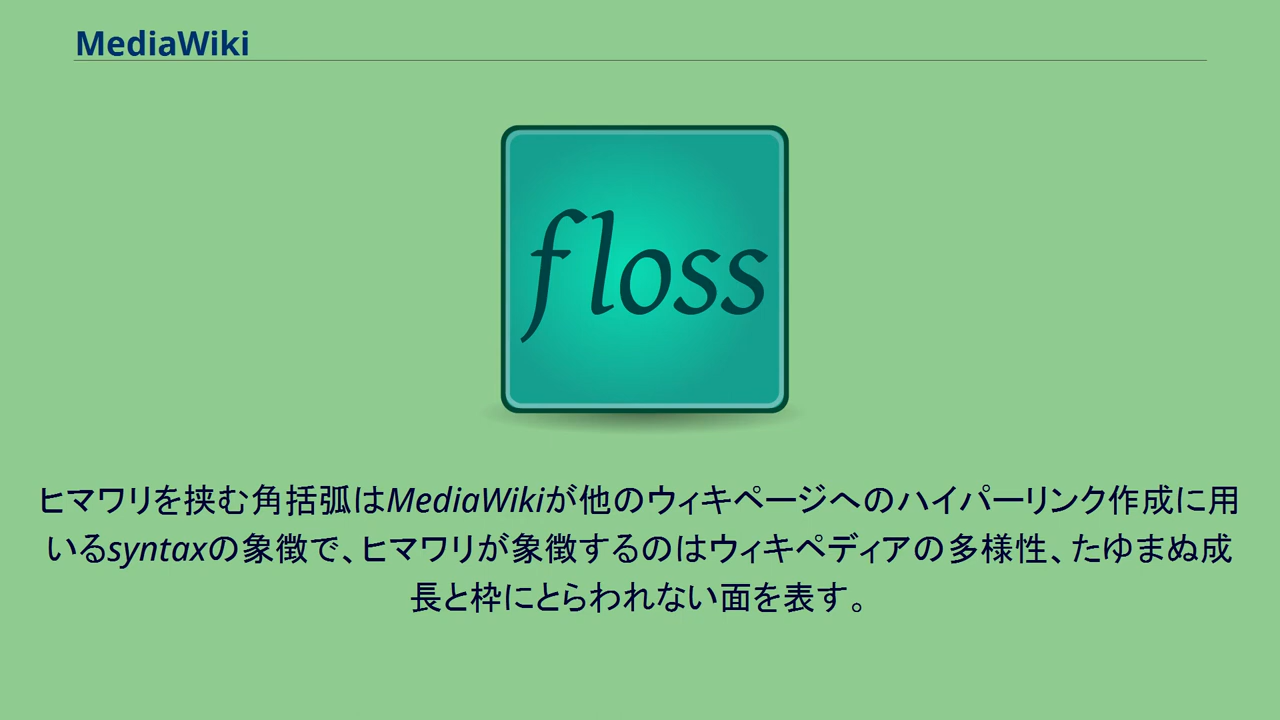 MediaWiki
floss
ヒマワリを挟む角括弧はMediaWikiが他のウィキページへのハイパーリンク作成に用
いるsyntaxの象徴で、ヒマワリが象徴するのはウィキペディアの多様性、たゆまぬ成
長と枠にとらわれない面を表す。